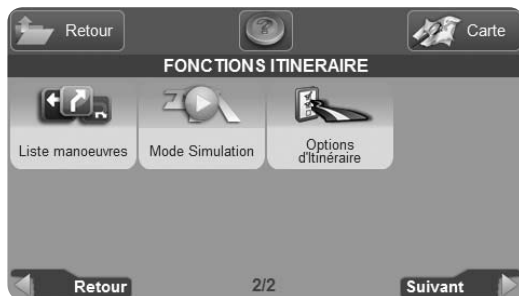 Retour
Carte
FONCTIONS ITINERAIRE
Liste manoeuvres
Mode Simulation
Options
d'Itinéraire
Retour
2/2
Suivant